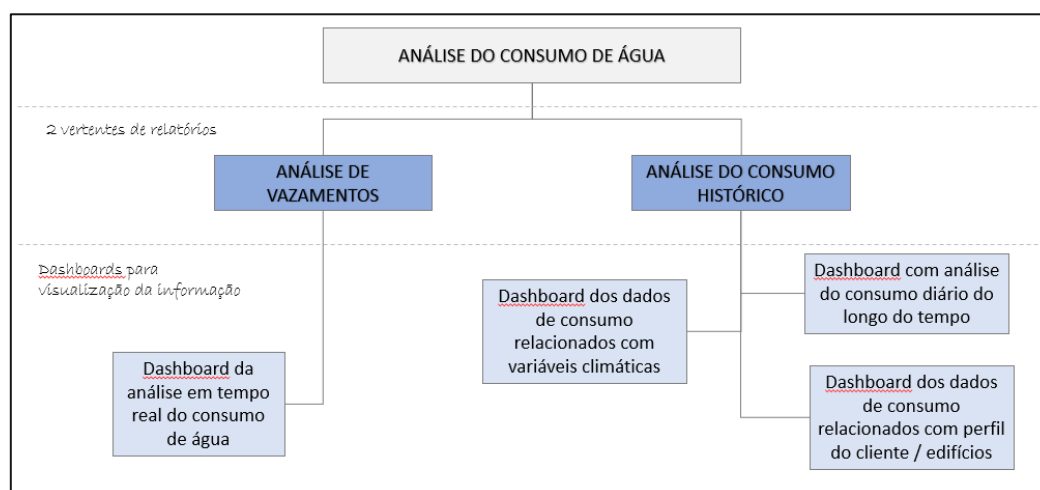 ANÁLISE DO CONSUMO DE ÁGUA
2 vertentes de relatórios
ANÁLISE DE
VAZAMENTOS
ANÁLISE DO CONSUMO
HISTÓRICO
Dashboards para
visualização da informação
Dashboard da
análise em tempo
real do consumo
de água
Dashboard dos dados
de consumo
relacionados com
variáveis climáticas
Dashboard com análise
do consumo diário do
longo do tempo
Dashboard dos dados
de consumo
relacionados com perfil
do cliente / edifícios